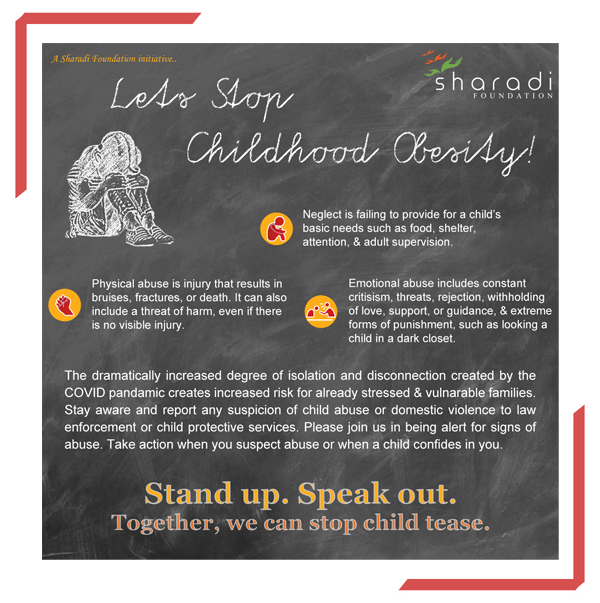 A Sharadi Foundation initiative..
sharadi
FOUNDATION
Lets Stop
Childhood Obesity!
Neglect is failing to provide for a child's
basic needs such as food, shelter,
attention, & adult supervision.
Physical abuse is injury that results in
bruises, fractures, or death. It can also
include a threat of harm, even if there
is no visible injury.
Emotional abuse includes constant
critisism, threats, rejection, withholding
of love, support, or guidance, & extreme
forms of punishment, such as looking a
child in a dark closet.
The dramatically increased degree of isolation and disconnection created by the
COVID pandamic creates increased risk for already stressed & vulnarable families.
Stay aware and report any suspicion of child abuse or domestic violence to law
enforcement or child protective services. Please join us in being alert for signs of
abuse. Take action when you suspect abuse or when a child confides in you.
Stand up. Speak out.
Together, we can stop child tease.